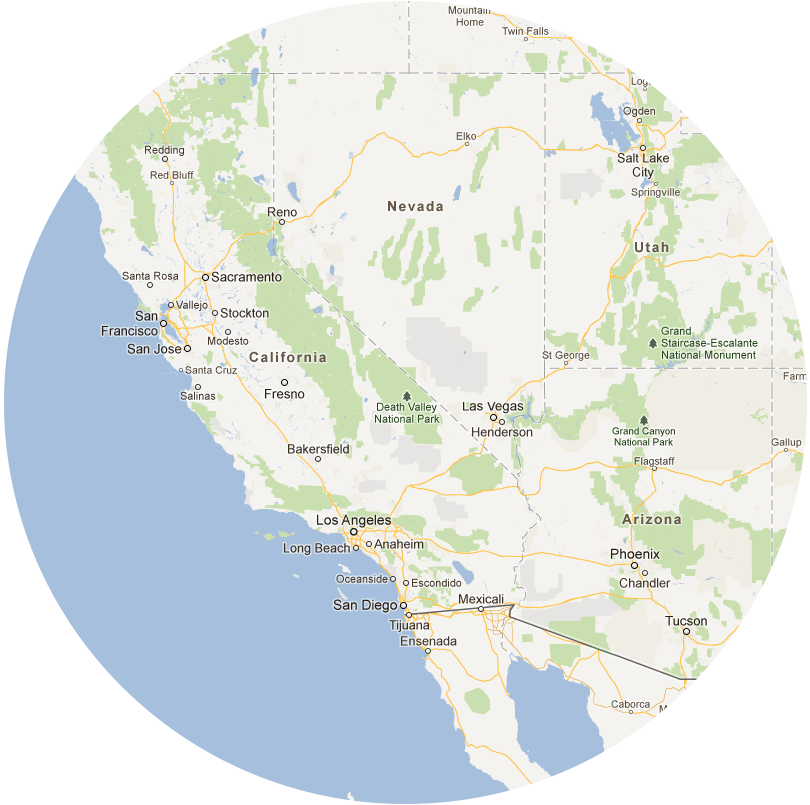 Mountain
Home
Twin Falls
Ogden
Elko
Redding
Salt Lake
City
Red Bluff
Springville
Nevada
Reno
Utah
Santa Rosa
Sacramento
Vallejo
Stockton
San
Francisco
Grand
Staircase-Escalante
National Monument
Modesto
San Jose
California
St George
Santa Cruz
Farm
Fresno
Salinas
Death Valley
National Park
Las Vegas
Henderson
Grand Canyon
National Park
Gallup
Bakersfield
Flagstaff
Los Angeles
Arizona
Anaheim
Long Beach
Phoenix
Chandler
Oceanside
Escondido
San Diego
Mexicali
Tijuana
Tucson
Ensenada
Caborca